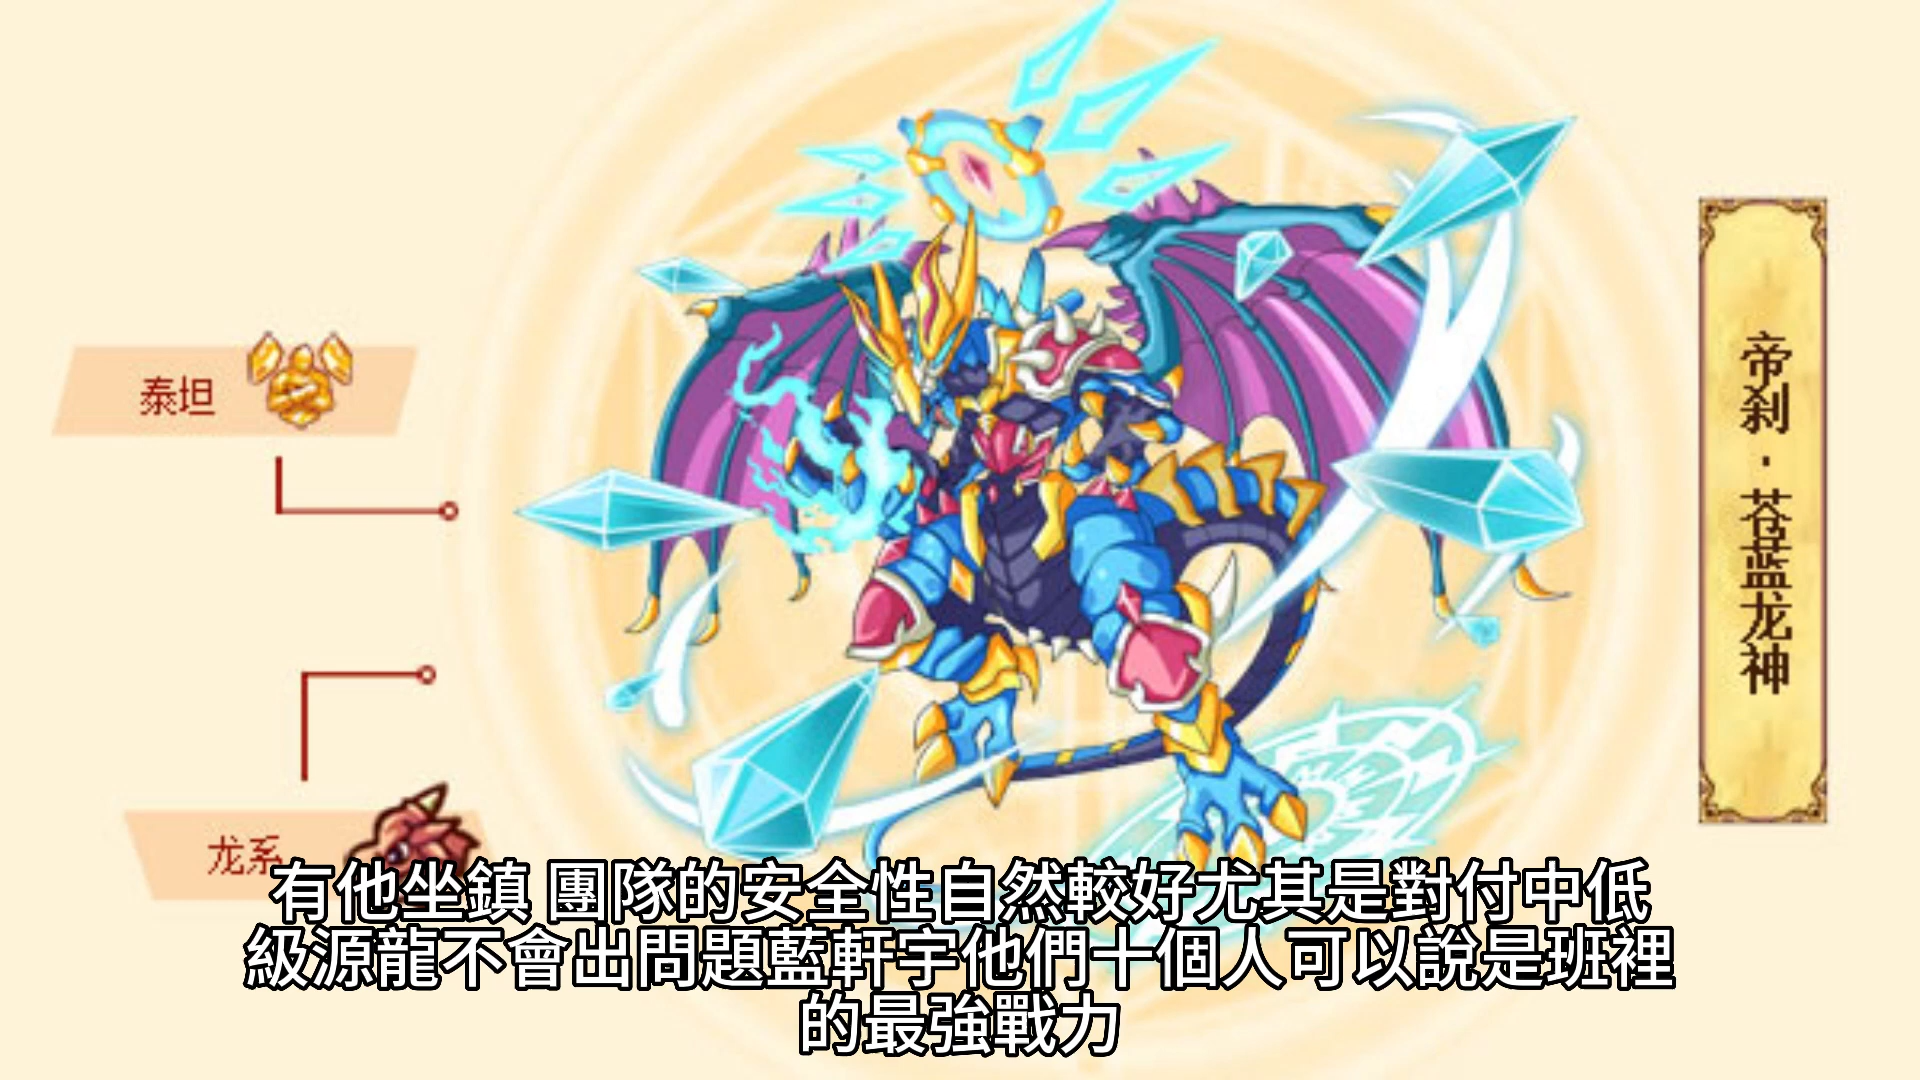 泰坦
帝刹·苍蓝龙神
龙系
有他坐鎮 團隊的安全性自然較好尤其是對付中低
級源龍不會出問題藍軒宇他們十個人可以說是班裡
的最強戰力